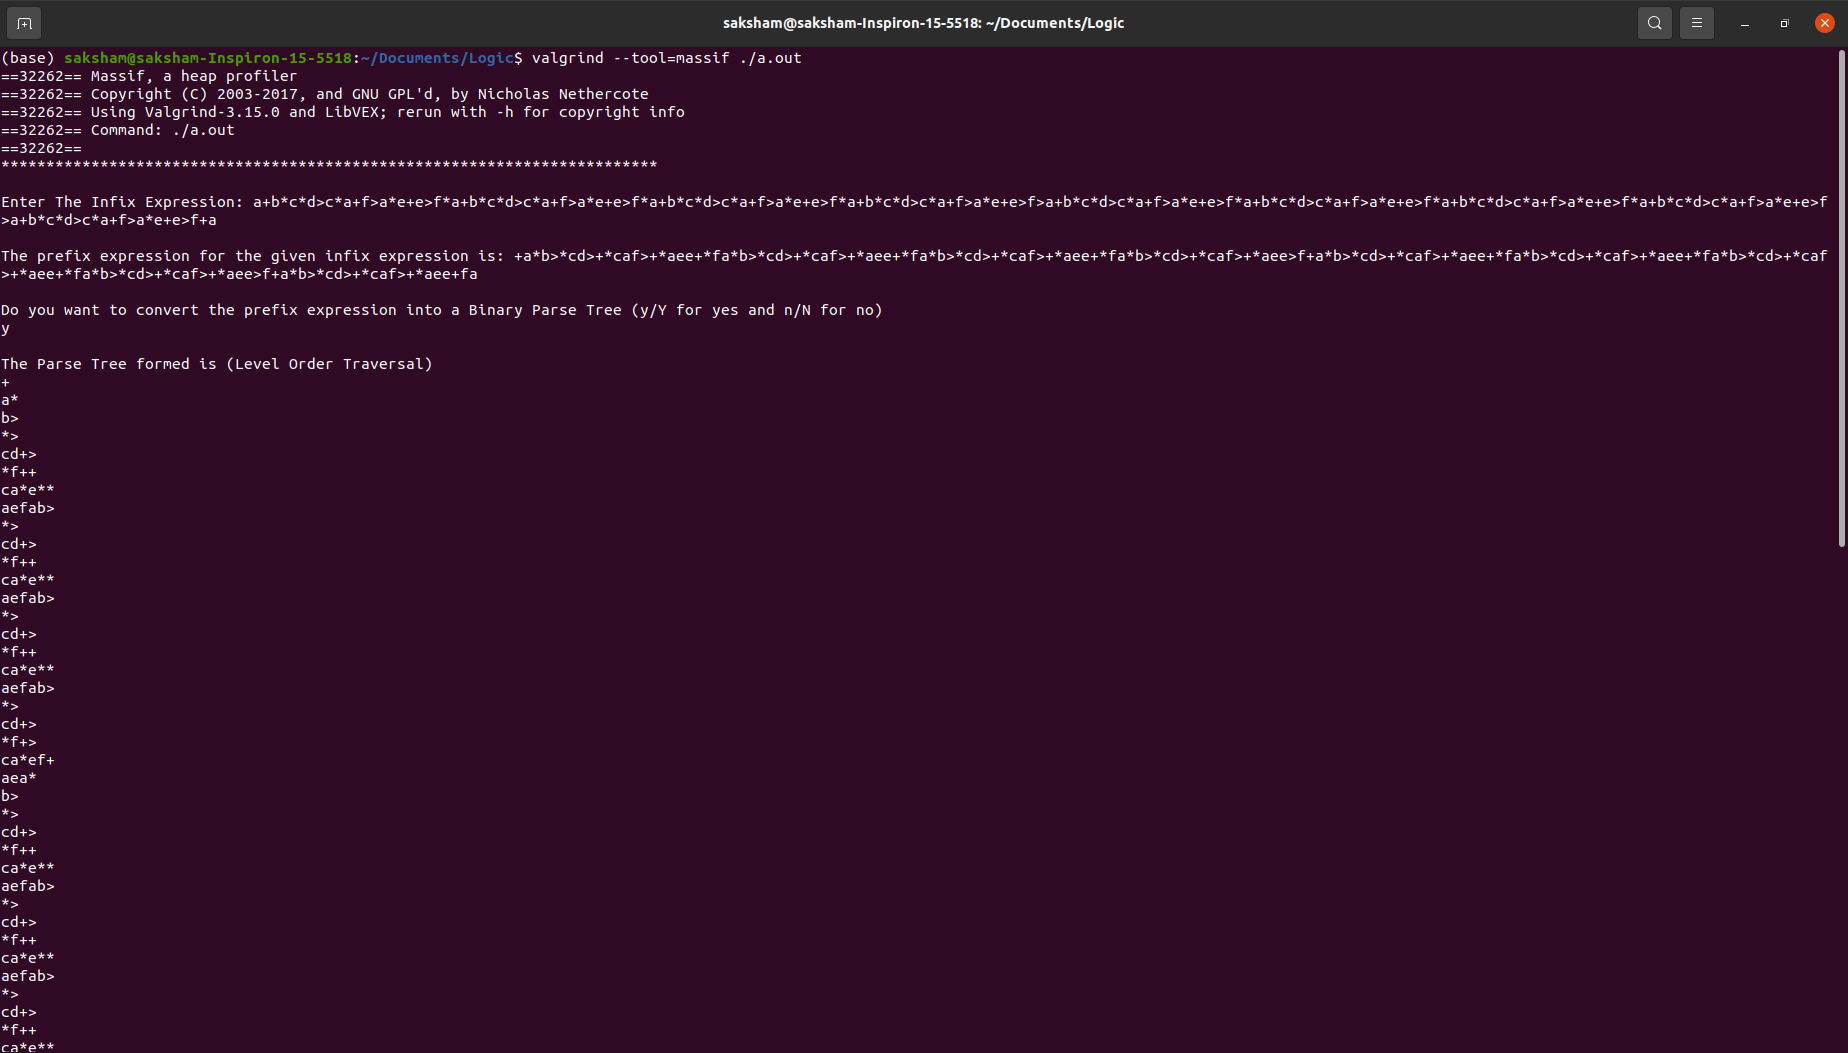 saksham@saksham-Inspiron-15-5518: ~/Documents/Logic
(base) saksham@saksham-Inspiron-15-5518:~/Documents/Logic$ valgrind --tool=massif ./a.out
==32262== Massif, a heap profiler
==32262== Copyright (C) 2003-2017, and GNU GPL'd, by Nicholas Nethercote
==32262== Using Valgrind-3.15.0 and LibVEX; rerun with -h for copyright info
==32262== Command: ./a.out
==32262==
*************************************************************************
Enter The Infix Expression: a+b*c*d>c*a+f>a*e+e>f*a+b*c*d>c*a+f>a*e+e>f*a+b*c*d>c*a+f>a*e+e>f*a+b*c*d>c*a+f>a*e+e>f>a+b*c*d>c*a+f>a*e+e>f*a+b*c*d>c*a+f>a*e+e>f*a+b*c*d>c*a+f>a*e+e>f*a+b*c*d>c*a+f>a*e+e>f
>a+b*c*d>c*a+f>a*e+e>f+a
The prefix expression for the given infix expression is: +a*b>*cd>+*caf>+*aee+*fa*b>*cd>+*caf>+*aee+*fa*b>*cd>+*caf>+*aee+*fa*b>*cd>+*caf>+*aee>f+a*b>*cd>+*caf>+*aee+*fa*b>*cd>+*caf>+*aee+*fa*b>*cd>+*caf
>+*aee+*fa*b>*cd>+*caf>+*aee>f+a*b>*cd>+*caf>+*aee+fa
Do you want to convert the prefix expression into a Binary Parse Tree (y/Y for yes and n/N for no)
y
The Parse Tree formed is (Level Order Traversal)
+
a*
b>
*>
cd+>
*f++
ca*e**
aefab>
*>
cd+>
*f++
ca*e**
aefab>
*>
cd+>
*f++
ca*e**
aefab>
*>
cd+>
*f+>
ca*ef+
aea*
b>
*>
cd+>
*f++
ca*e**
aefab>
*>
cd+>
*f++
ca*e**
aefab>
*>
cd+>
*f++
ca*e**